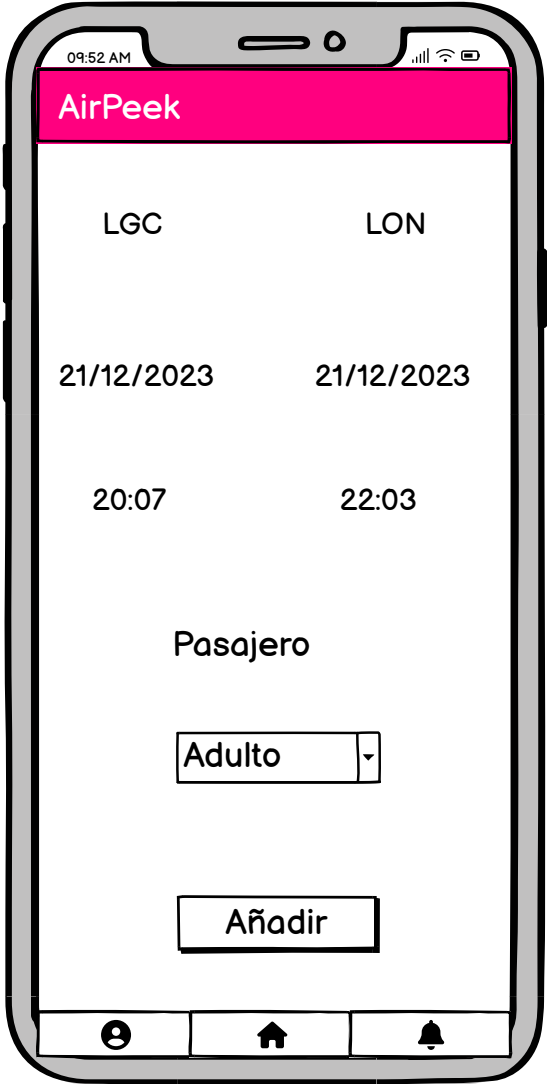 09:52 AM
AirPeek
LGC LON
21/12/2023 21/12/2023
20:07 22:03
Pasajero
Adulto
Añadir